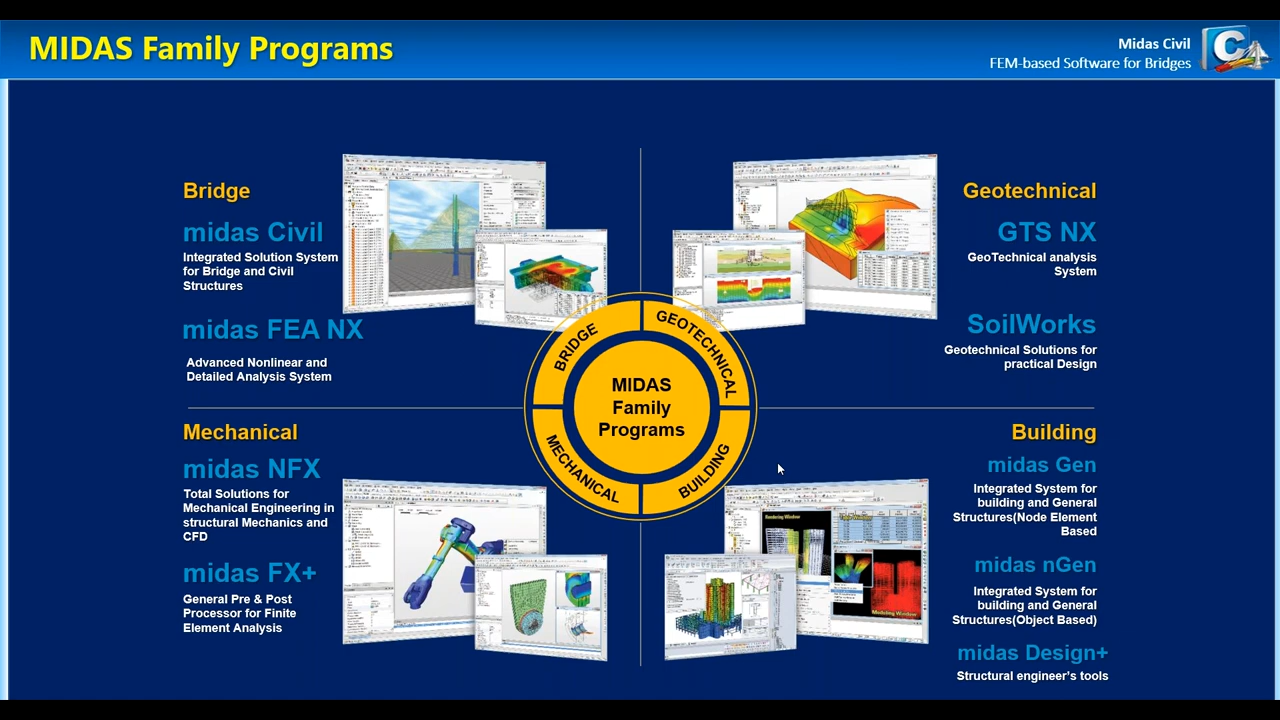 MIDAS Family Programs
Midas Civil
FEM-based Software for Bridges
Bridge
midas Civil
Solution System
for Bridge and Civil
Structures
midas FEA NX
Advanced Nonlinear and
Detailed Analysis System
Geotechnical
GTS NX
GeoTechnical analysis
System
SoilWorks
Geotechnical Solutions for
practical Design
BRIDGE
GEOTECHNICAL
MECHANICAL
BUILDING
MIDAS
Family
Programs
Mechanical
midas NFX
Total Solutions for
Mechanical Engineering in
structural Mechanics and
CFD
midas FX+
General Pre & Post
Processor for Finite
Element Analysis
Building
midas Gen
Integrated System for
building and General
Structures(Node Element
Based
midas nGen
Integrated System for
building and General
Structures(Object Based)
midas Design+
Structural engineer's tools
Rendering Window
Modeling Window